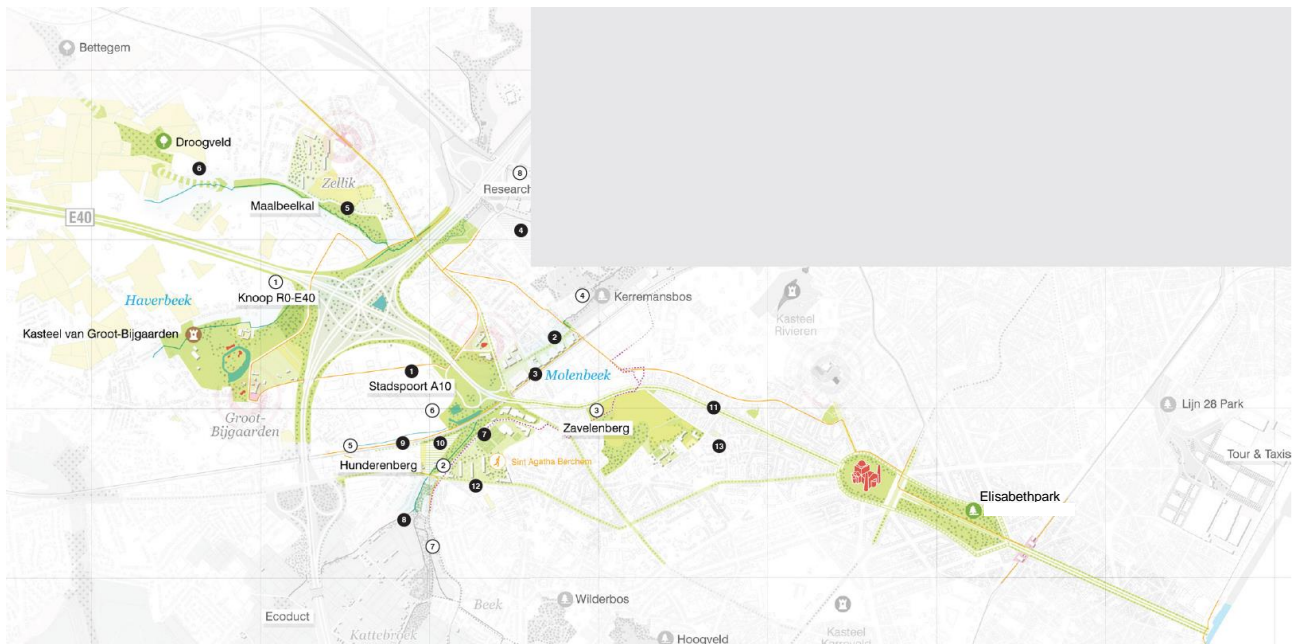 Bettegem
Droogveld
6
Zellik
8
Research
Maalbeelkal
5
4
E40
1
Knoop R0-E40
Haverbeek
4
Kerremansbos
Kasteel
Rivieren
Kasteel van Groot-Bijgaarden
2
1
Stadspoort A10
3
Molenbeek
6
3
Zavelenberg
11
Lijn 28 Park
Groot-
Bijgaarden
5
9
10
7
13
Tour & Taxis
Hunderenberg
2
Sint Agatha Berchem
12
Elisabethpark
8
7
Ecoduct
Beek
Wilderbos
Kattebroek
Hoogveld
Kasteel